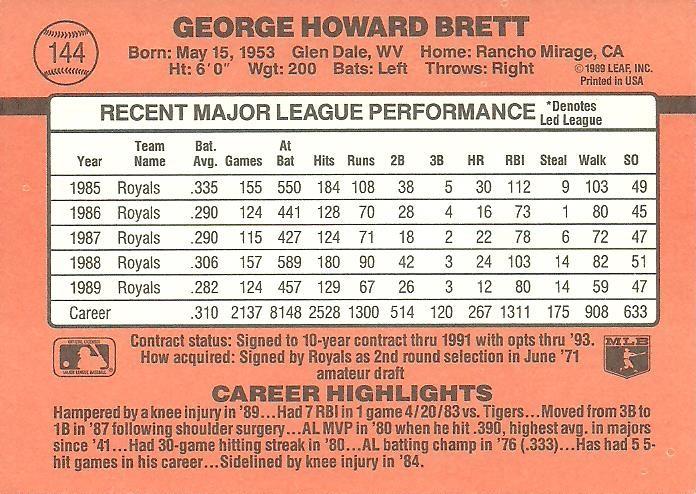 144
GEORGE HOWARD BRETT
Born: May 15, 1953 Glen Dale, WV Home: Rancho Mirage, CA
Ht: 6'0" Wgt: 200 Bats: Left Throws: Right
©1989 LEAF, INC.
Printed in USA
RECENT MAJOR LEAGUE PERFORMANCE *Denotes Led League
Year Team Name Bat. Avg. Games At Bat Hits Runs 2B 3B HR RBI Steal Walk SO
1985 Royals .335 155 550 184 108 38 5 30 112 9 103 49
1986 Royals .290 124 441 128 70 28 4 16 73 1 80 45
1987 Royals .290 115 427 124 71 18 2 22 78 6 72 47
1988 Royals .306 157 589 180 90 42 3 24 103 14 82 51
1989 Royals .282 124 457 129 67 26 3 12 80 14 59 47
Career .310 2137 8148 2528 1300 514 120 267 1311 175 908 633
Contract status: Signed to 10-year contract thru 1991 with opts thru '93.
How acquired: Signed by Royals as 2nd round selection in June '71
amateur draft
MLB
MAJOR LEAGUE BASEBALL
CAREER HIGHLIGHTS
Hampered by a knee injury in '89...Had 7 RBI in 1 game 4/20/83 vs. Tigers...Moved from 3B to
1B in '87 following shoulder surgery...AL MVP in '80 when he hit .390, highest avg. in majors
since '41...Had 30-game hitting streak in '80...AL batting champ in '76 (.333)...Has had 5 5-
hit games in his career...Sidelined by knee injury in '84.